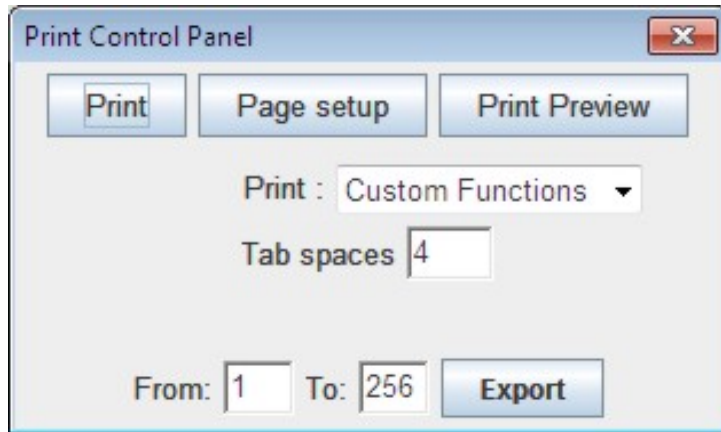 Print Control Panel
Print Page setup Print Preview
Print : Custom Functions
Tab spaces 4
From: 1 To: 256 Export